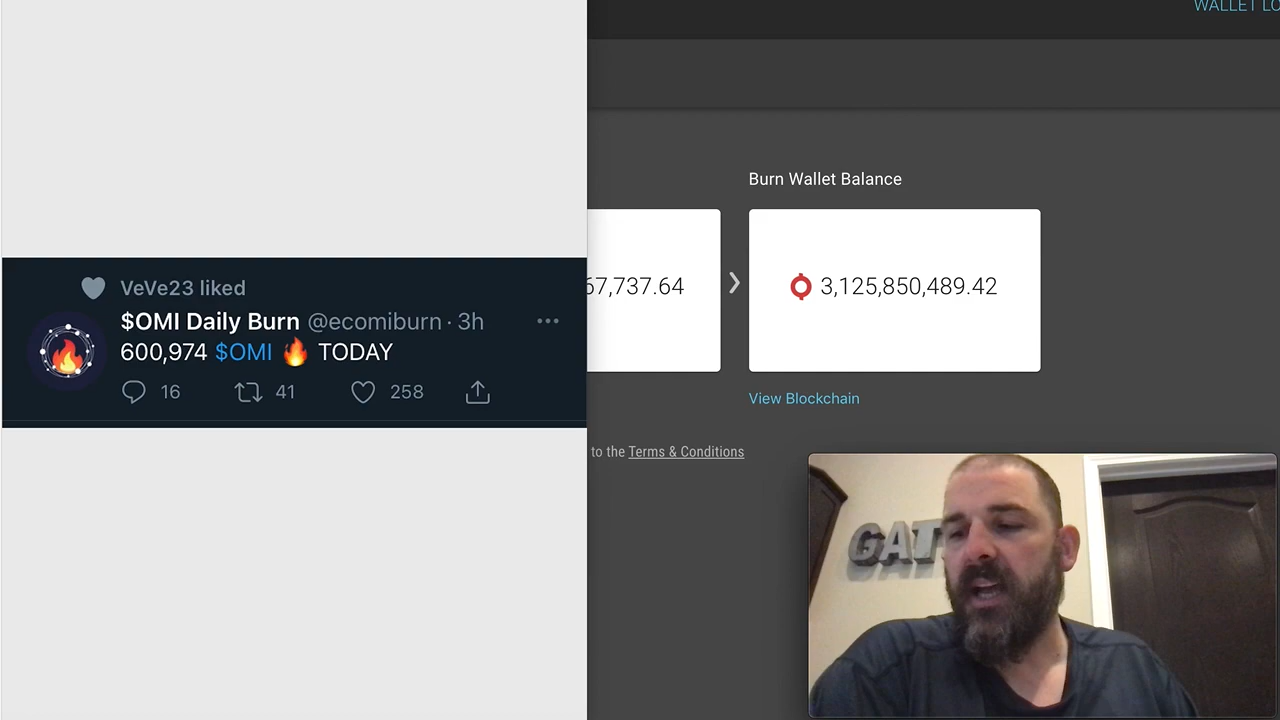 WALLET LO
VeVe23 liked
$OMI Daily Burn @ecomiburn · 3h
600,974 $OMI 🔥 TODAY
16 41 258
Burn Wallet Balance
67,737.64
3,125,850,489.42
View Blockchain
to the Terms & Conditions
GAT